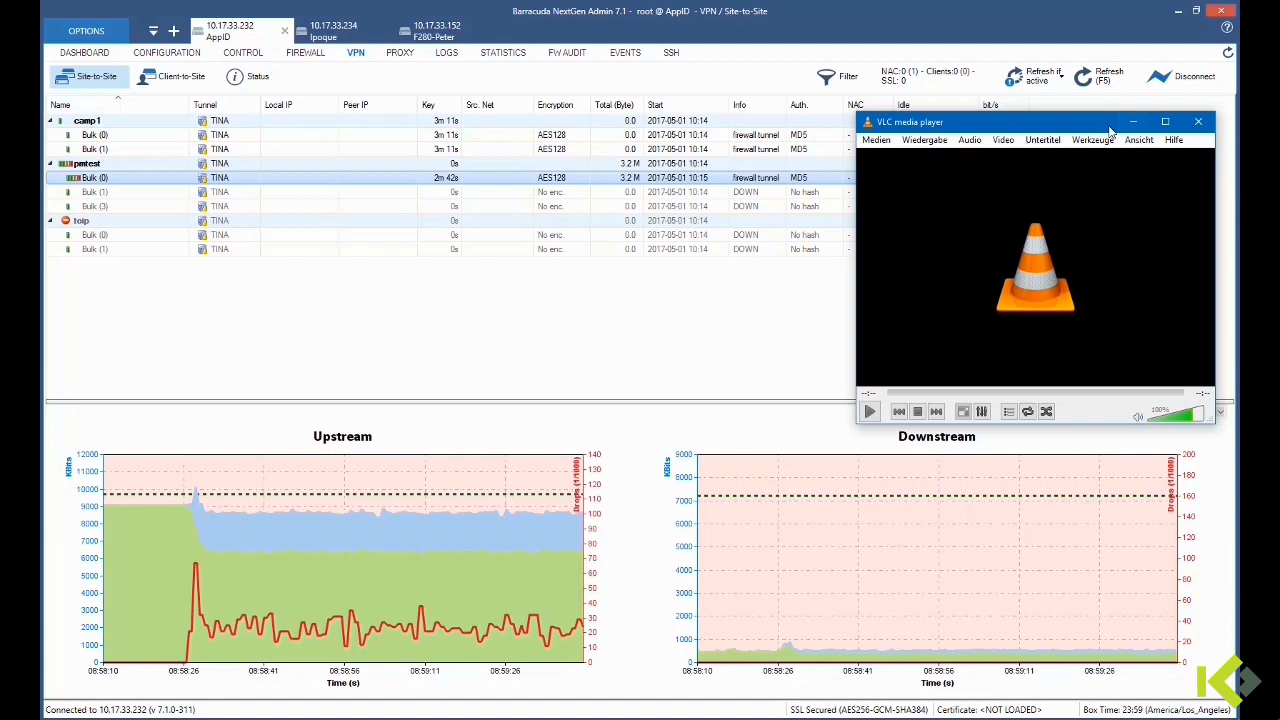 Barracuda NextGen Admin 7.1 - root @ AppID - VPN / Site-to-Site
OPTIONS
10.17.33.232
AppID
10.17.33.234
Ipoque
10.17.33.152
F280-Peter
DASHBOARD CONFIGURATION CONTROL FIREWALL VPN PROXY LOGS STATISTICS FW AUDIT EVENTS SSH
Site-to-Site Client-to-Site Status
Filter
NAC: 0 (1) - Clients: 0 (0) -
SSL: 0
Refresh if
active
Refresh
(F5)
Disconnect
Name Tunnel Local IP Peer IP Key Src. Net Encryption Total (Byte) Start Info Auth. NAC Idle bit/s
camp1 TINA 3m 11s 0.0 2017-05-01 10:14
Bulk (0) TINA 3m 11s AES128 0.0 2017-05-01 10:14 firewall tunnel MD5 -
Bulk (1) TINA 3m 11s AES128 0.0 2017-05-01 10:14 firewall tunnel MD5 -
pmtest TINA 0s 3.2 M 2017-05-01 10:14
Bulk (0) TINA 2m 42s AES128 3.2 M 2017-05-01 10:15 firewall tunnel MD5 -
Bulk (1) TINA 0s No enc. 0.0 2017-05-01 10:14 DOWN No hash -
Bulk (3) TINA 0s No enc. 0.0 2017-05-01 10:14 DOWN No hash -
toip TINA 0s 0.0 2017-05-01 10:14
Bulk (0) TINA 0s No enc. 0.0 2017-05-01 10:14 DOWN No hash -
Bulk (1) TINA 0s No enc. 0.0 2017-05-01 10:14 DOWN No hash -
VLC media player
Medien Wiedergabe Audio Video Untertitel Werkzeuge Ansicht Hilfe
--:-- --:--
100%
Upstream
KBits
12000
11000
10000
9000
8000
7000
6000
5000
4000
3000
2000
1000
0
140
130
120
110
100
90
80
70
60
50
40
30
20
10
0
Drops (1/1000)
08:58:10 08:58:26 08:58:41 08:58:56 08:59:11 08:59:26
Time (s)
Downstream
KBits
9000
8000
7000
6000
5000
4000
3000
2000
1000
0
200
180
160
140
120
100
80
60
40
20
0
Drops (1/1000)
08:58:10 08:58:26 08:58:41 08:58:56 08:59:11 08:59:26
Time (s)
Connected to 10.17.33.232 (v 7.1.0-311)
SSL Secured (AES256-GCM-SHA384) Certificate: <NOT LOADED> Box Time: 23:59 (America/Los_Angeles)